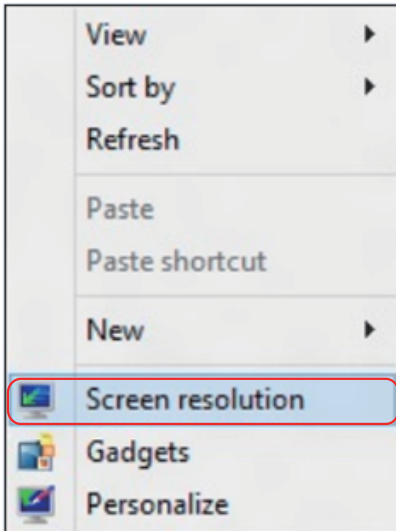 View
Sort by
Refresh
Paste
Paste shortcut
New
Screen resolution
Gadgets
Personalize